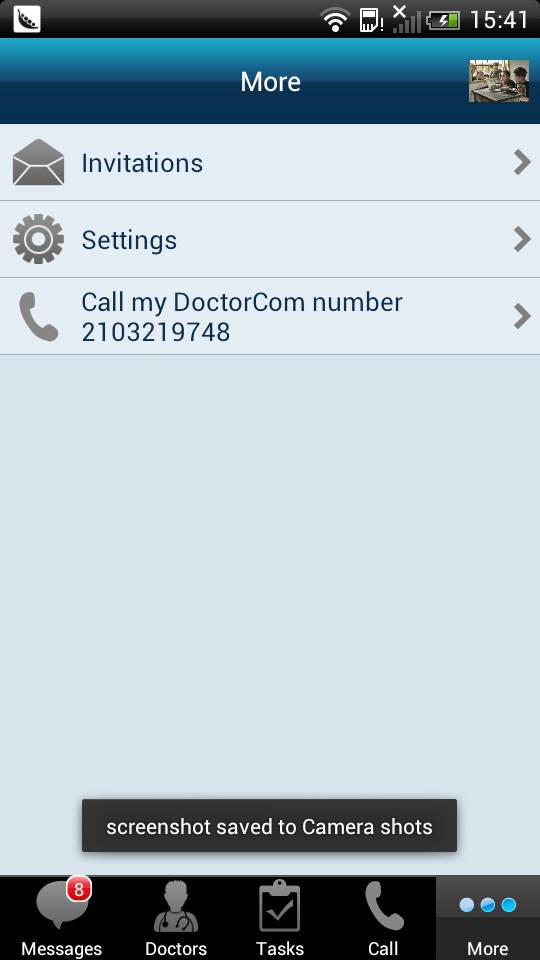 15:41
More
Invitations
Settings
Call my DoctorCom number
2103219748
screenshot saved to Camera shots
8
Messages
Doctors
Tasks
Call
More